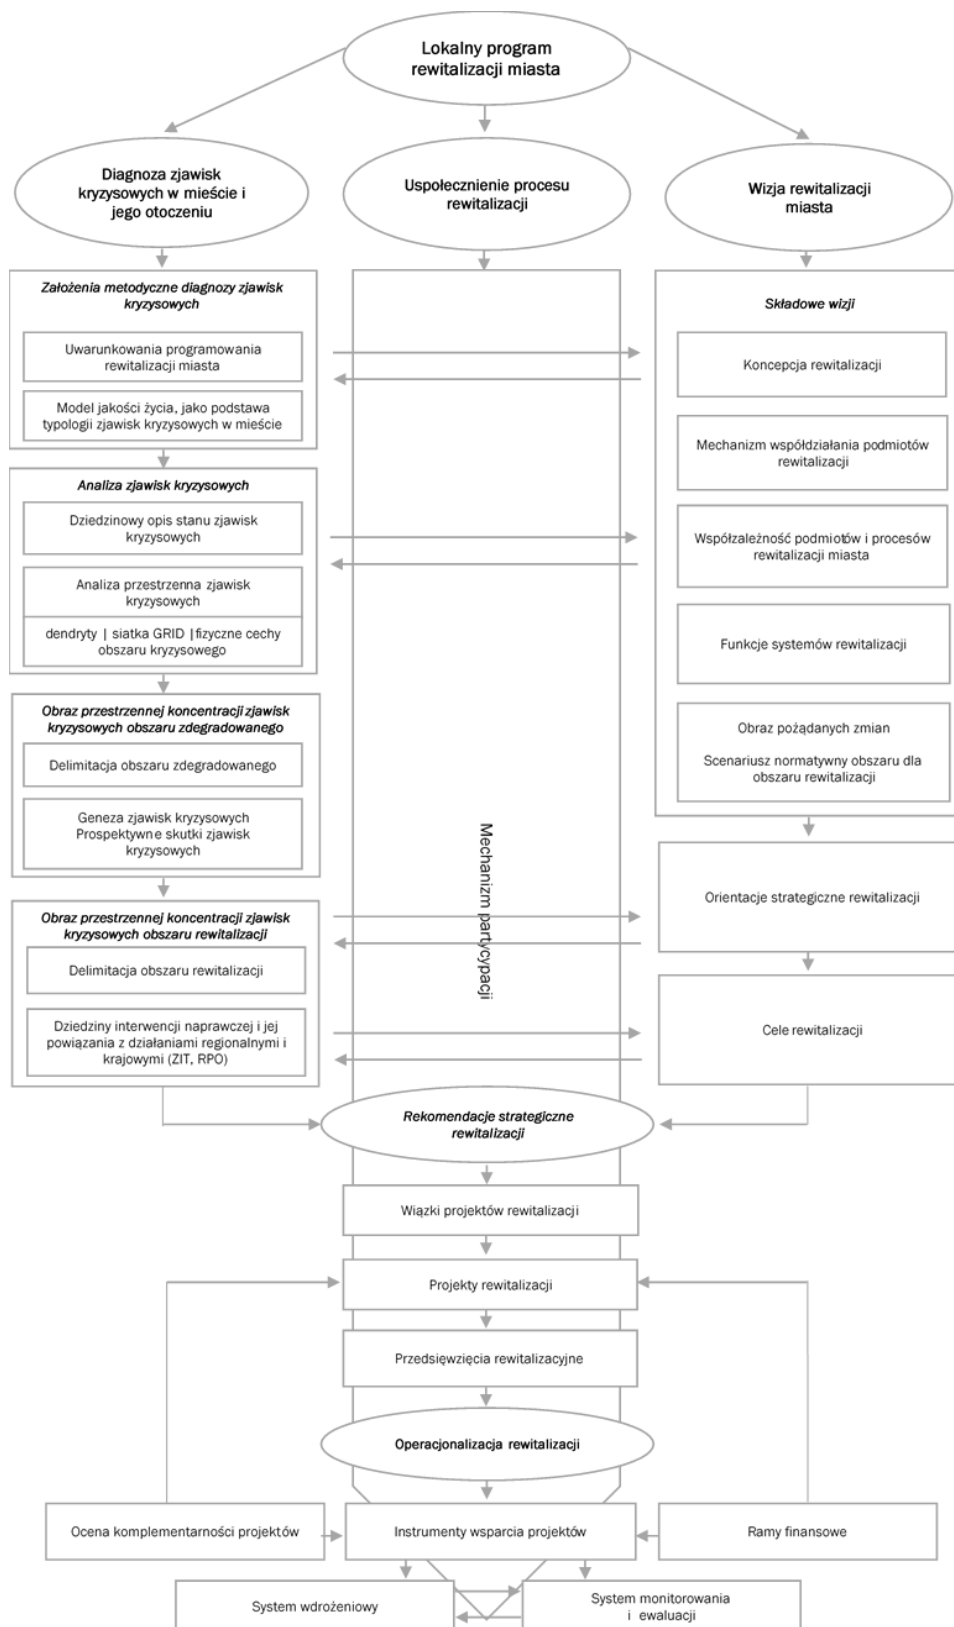 Lokalny program
rewitalizacji miasta
Diagnoza zjawisk
kryzysowych w mieście i
jego otoczeniu
Uspołecznienie procesu
rewitalizacji
Wizja rewitalizacji
miasta
Założenia metodyczne diagnozy zjawisk
kryzysowych
Uwarunkowania programowania
rewitalizacji miasta
Model jakości życia, jako podstawa
typologii zjawisk kryzysowych w mieście
Analiza zjawisk kryzysowych
Dziedzinowy opis stanu zjawisk
kryzysowych
Analiza przestrzenna zjawisk
kryzysowych
dendryty | siatka GRID |fizyczne cechy
obszaru kryzysowego
Obraz przestrzennej koncentracji zjawisk
kryzysowych obszaru zdegradowanego
Delimitacja obszaru zdegradowanego
Geneza zjawisk kryzysowych
Prospektywne skutki zjawisk
kryzysowych
Obraz przestrzennej koncentracji zjawisk
kryzysowych obszaru rewitalizacji
Delimitacja obszaru rewitalizacji
Dziedziny interwencji naprawczej i jej
powiązania z działaniami regionalnymi i
krajowymi (ZIT, RPO)
Mechanizm partycypacji
Składowe wizji
Koncepcja rewitalizacji
Mechanizm współdziałania podmiotów
rewitalizacji
Współzależność podmiotów i procesów
rewitalizacji miasta
Funkcje systemów rewitalizacji
Obraz pożądanych zmian
Scenariusz normatywny obszaru dla
obszaru rewitalizacji
Orientacje strategiczne rewitalizacji
Cele rewitalizacji
Rekomendacje strategiczne
rewitalizacji
Wiązki projektów rewitalizacji
Projekty rewitalizacji
Przedsięwzięcia rewitalizacyjne
Operacjonalizacja rewitalizacji
Ocena komplementarności projektów
Instrumenty wsparcia projektów
Ramy finansowe
System wdrożeniowy
System monitorowania
i ewaluacji